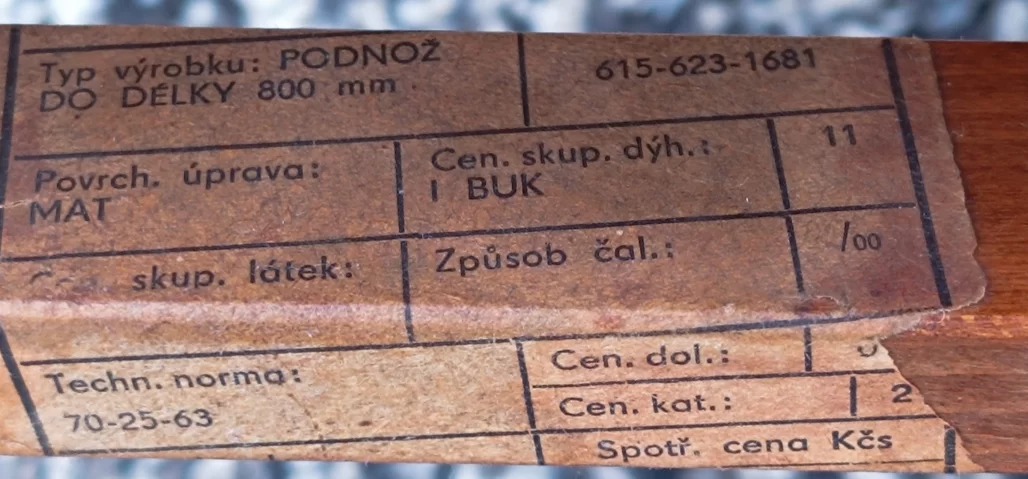 Typ výrobku: PODNOŽ 615-623-1681
DO DÉLKY 800 mm
Povrch. úprava: Cen. skup. dýh.: 11
MAT I BUK
skup. látek: Způsob čal.: /00
Techn. norma: Cen. dol.:
70-25-63 Cen. kat.: 2
Spotř. cena Kčs